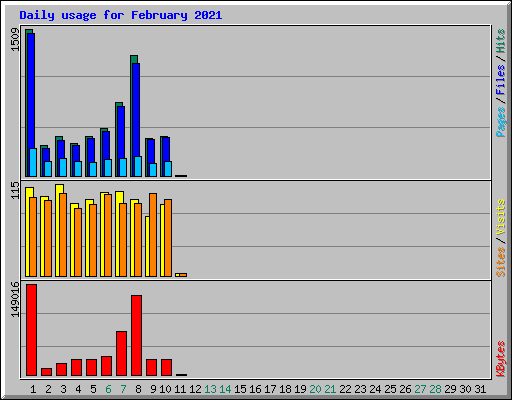 Daily usage for February 2021
1509
Pages / Files / Hits
115
Sites / Visits
149016
KBytes
1 2 3 4 5 6 7 8 9 10 11 12 13 14 15 16 17 18 19 20 21 22 23 24 25 26 27 28 29 30 31